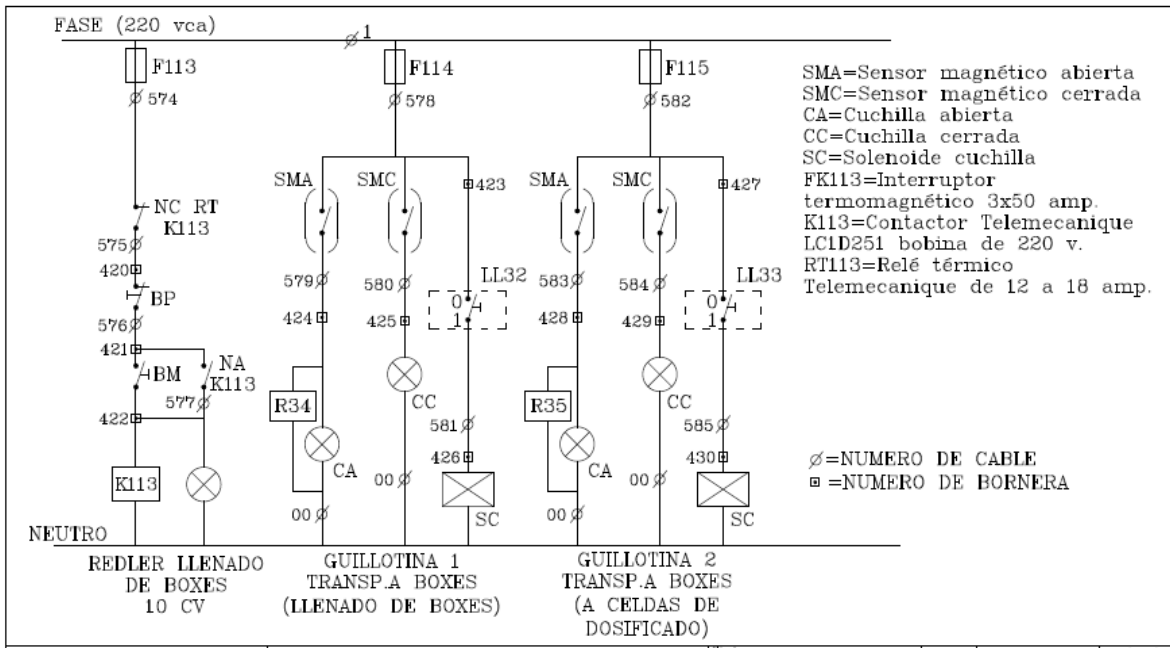 FASE (220 vca)
1
F113
574
NC RT
K113
575
420
BP
576
421
BM
NA
K113
577
422
K113
NEUTRO
REDLER LLENADO
DE BOXES
10 CV
F114
578
SMA
SMC
423
579
580
LL32
0
1
424
425
R34
CC
CA
581
426
00
00
SC
GUILLOTINA 1
TRANSP.A BOXES
(LLENADO DE BOXES)
F115
582
SMA
SMC
427
583
584
LL33
0
1
428
429
R35
CC
CA
585
430
00
00
SC
GUILLOTINA 2
TRANSP.A BOXES
(A CELDAS DE
DOSIFICADO)
SMA=Sensor magnético abierta
SMC=Sensor magnético cerrada
CA=Cuchilla abierta
CC=Cuchilla cerrada
SC=Solenoide cuchilla
FK113=Interruptor
termomagnético 3x50 amp.
K113=Contactor Telemecanique
LC1D251 bobina de 220 v.
RT113=Relé térmico
Telemecanique de 12 a 18 amp.
=NUMERO DE CABLE
=NUMERO DE BORNERA